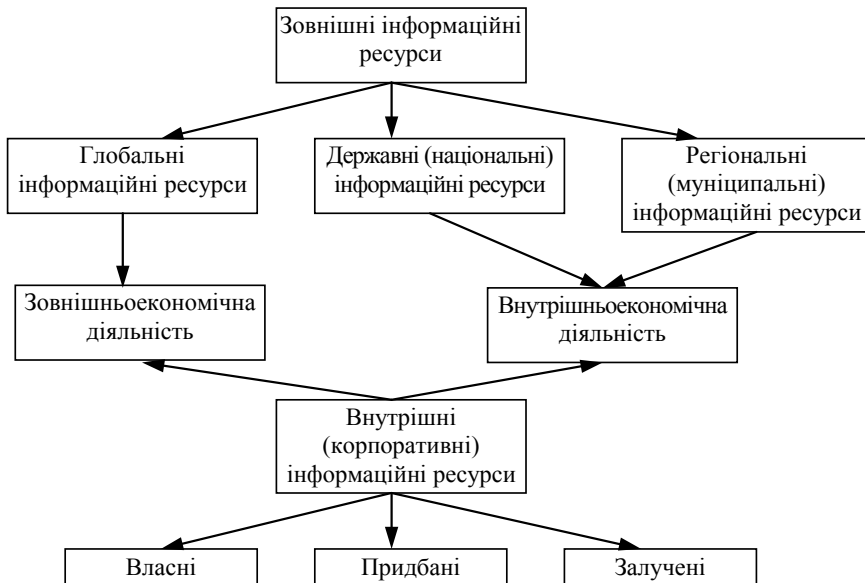 Зовнішні інформаційні
ресурси
Глобальні
інформаційні ресурси
Державні (національні)
інформаційні ресурси
Регіональні
(муніципальні)
інформаційні ресурси
Зовнішньоекономічна
діяльність
Внутрішньоекономічна
діяльність
Внутрішні
(корпоративні)
інформаційні ресурси
Власні
Придбані
Залучені